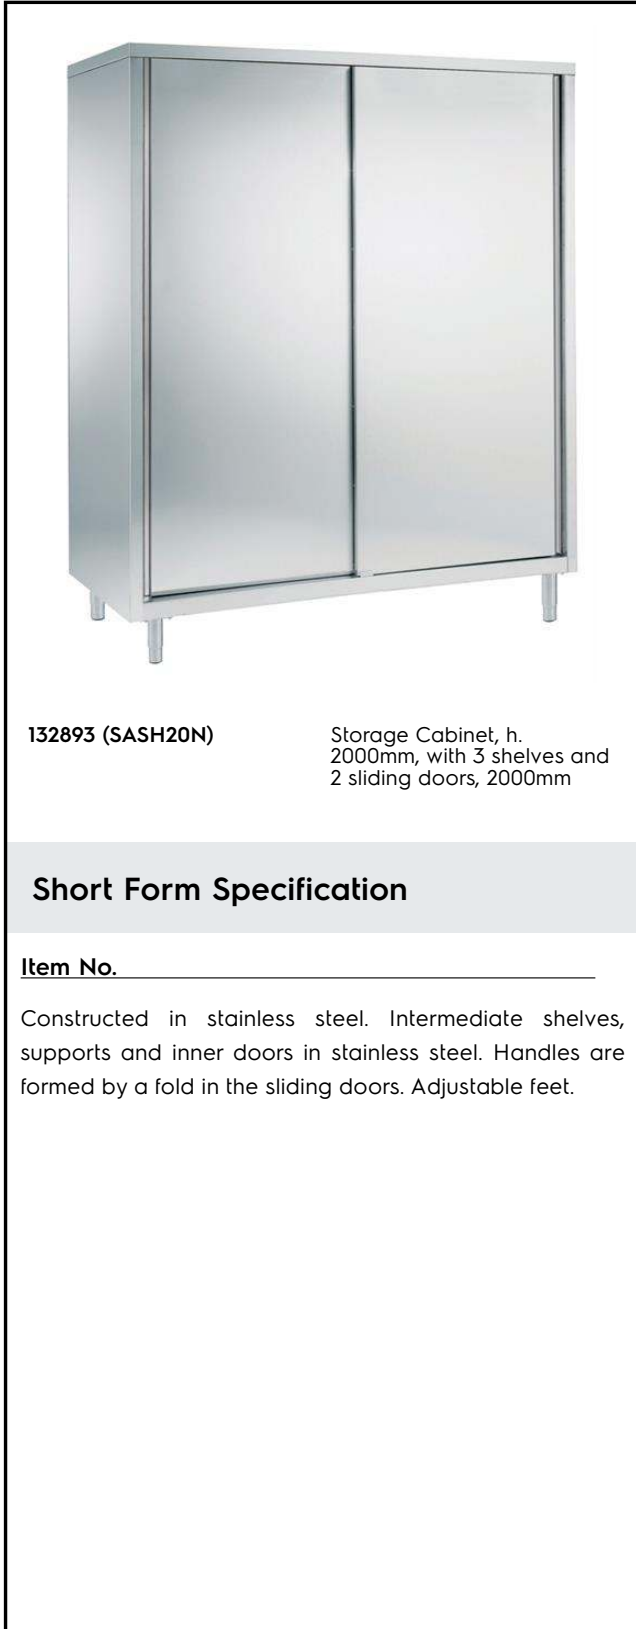 132893 (SASH20N)
Storage Cabinet, h.
2000mm, with 3 shelves and
2 sliding doors, 2000mm
Short Form Specification
Item No.
Constructed in stainless steel. Intermediate shelves,
supports and inner doors in stainless steel. Handles are
formed by a fold in the sliding doors. Adjustable feet.